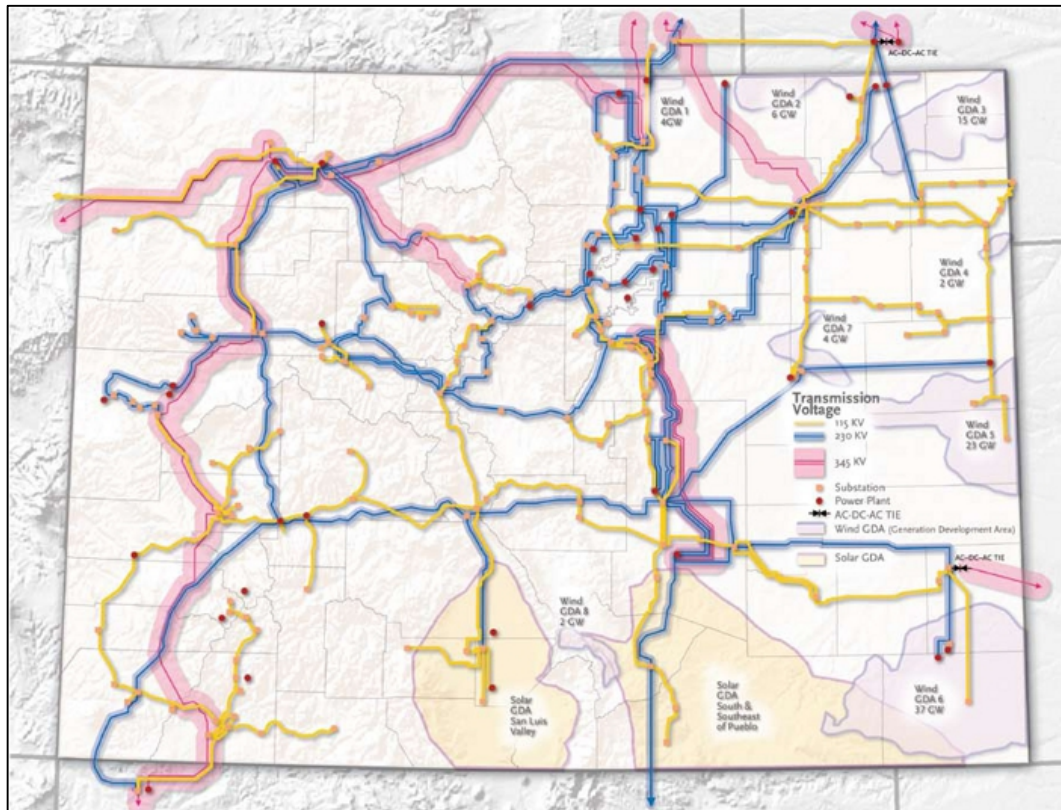 AC-DC-AC TIE
Wind
GDA 1
4GW
Wind
GDA 2
6 GW
Wind
GDA 3
15 GW
Wind
GDA 4
2 GW
Wind
GDA 7
4 GW
Wind
GDA 5
23 GW
Transmission
Voltage
115 KV
230 KV
345 KV
Substation
Power Plant
AC-DC-AC TIE
Wind GDA (Generation Development Area)
Solar GDA
AC-DC-AC TIE
Wind
GDA 8
2 GW
Solar
GDA
San Luis
Valley
Solar
GDA
South &
Southeast
of Pueblo
Wind
GDA 6
37 GW